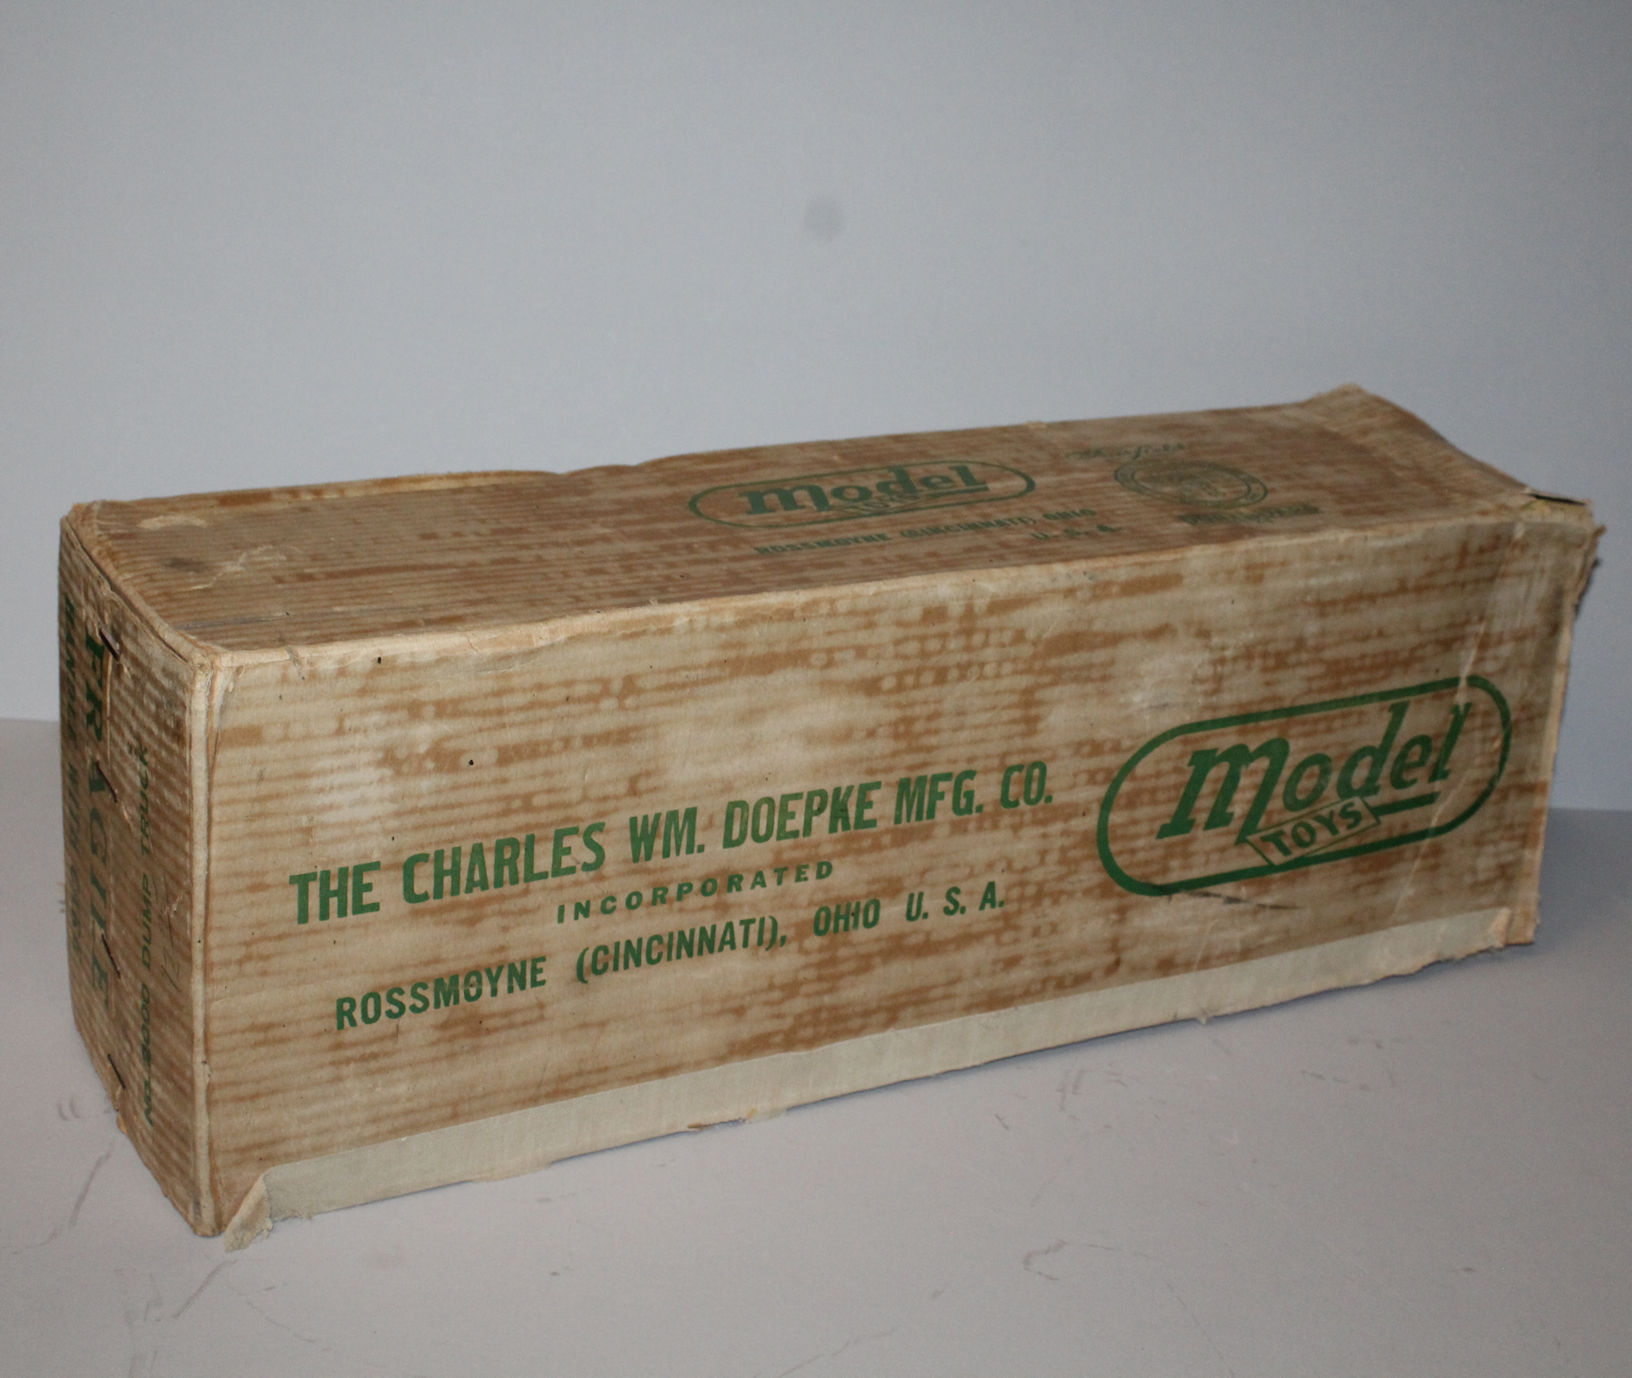 Model
TOYS
ROSSMOYNE (CINCINNATI), OHIO
U. S. A.
THE CHARLES WM. DOEPKE MFG. CO.
INCORPORATED
ROSSMOYNE (CINCINNATI), OHIO U. S. A.
Model
TOYS
FRAGILE
DUMP TRUCK